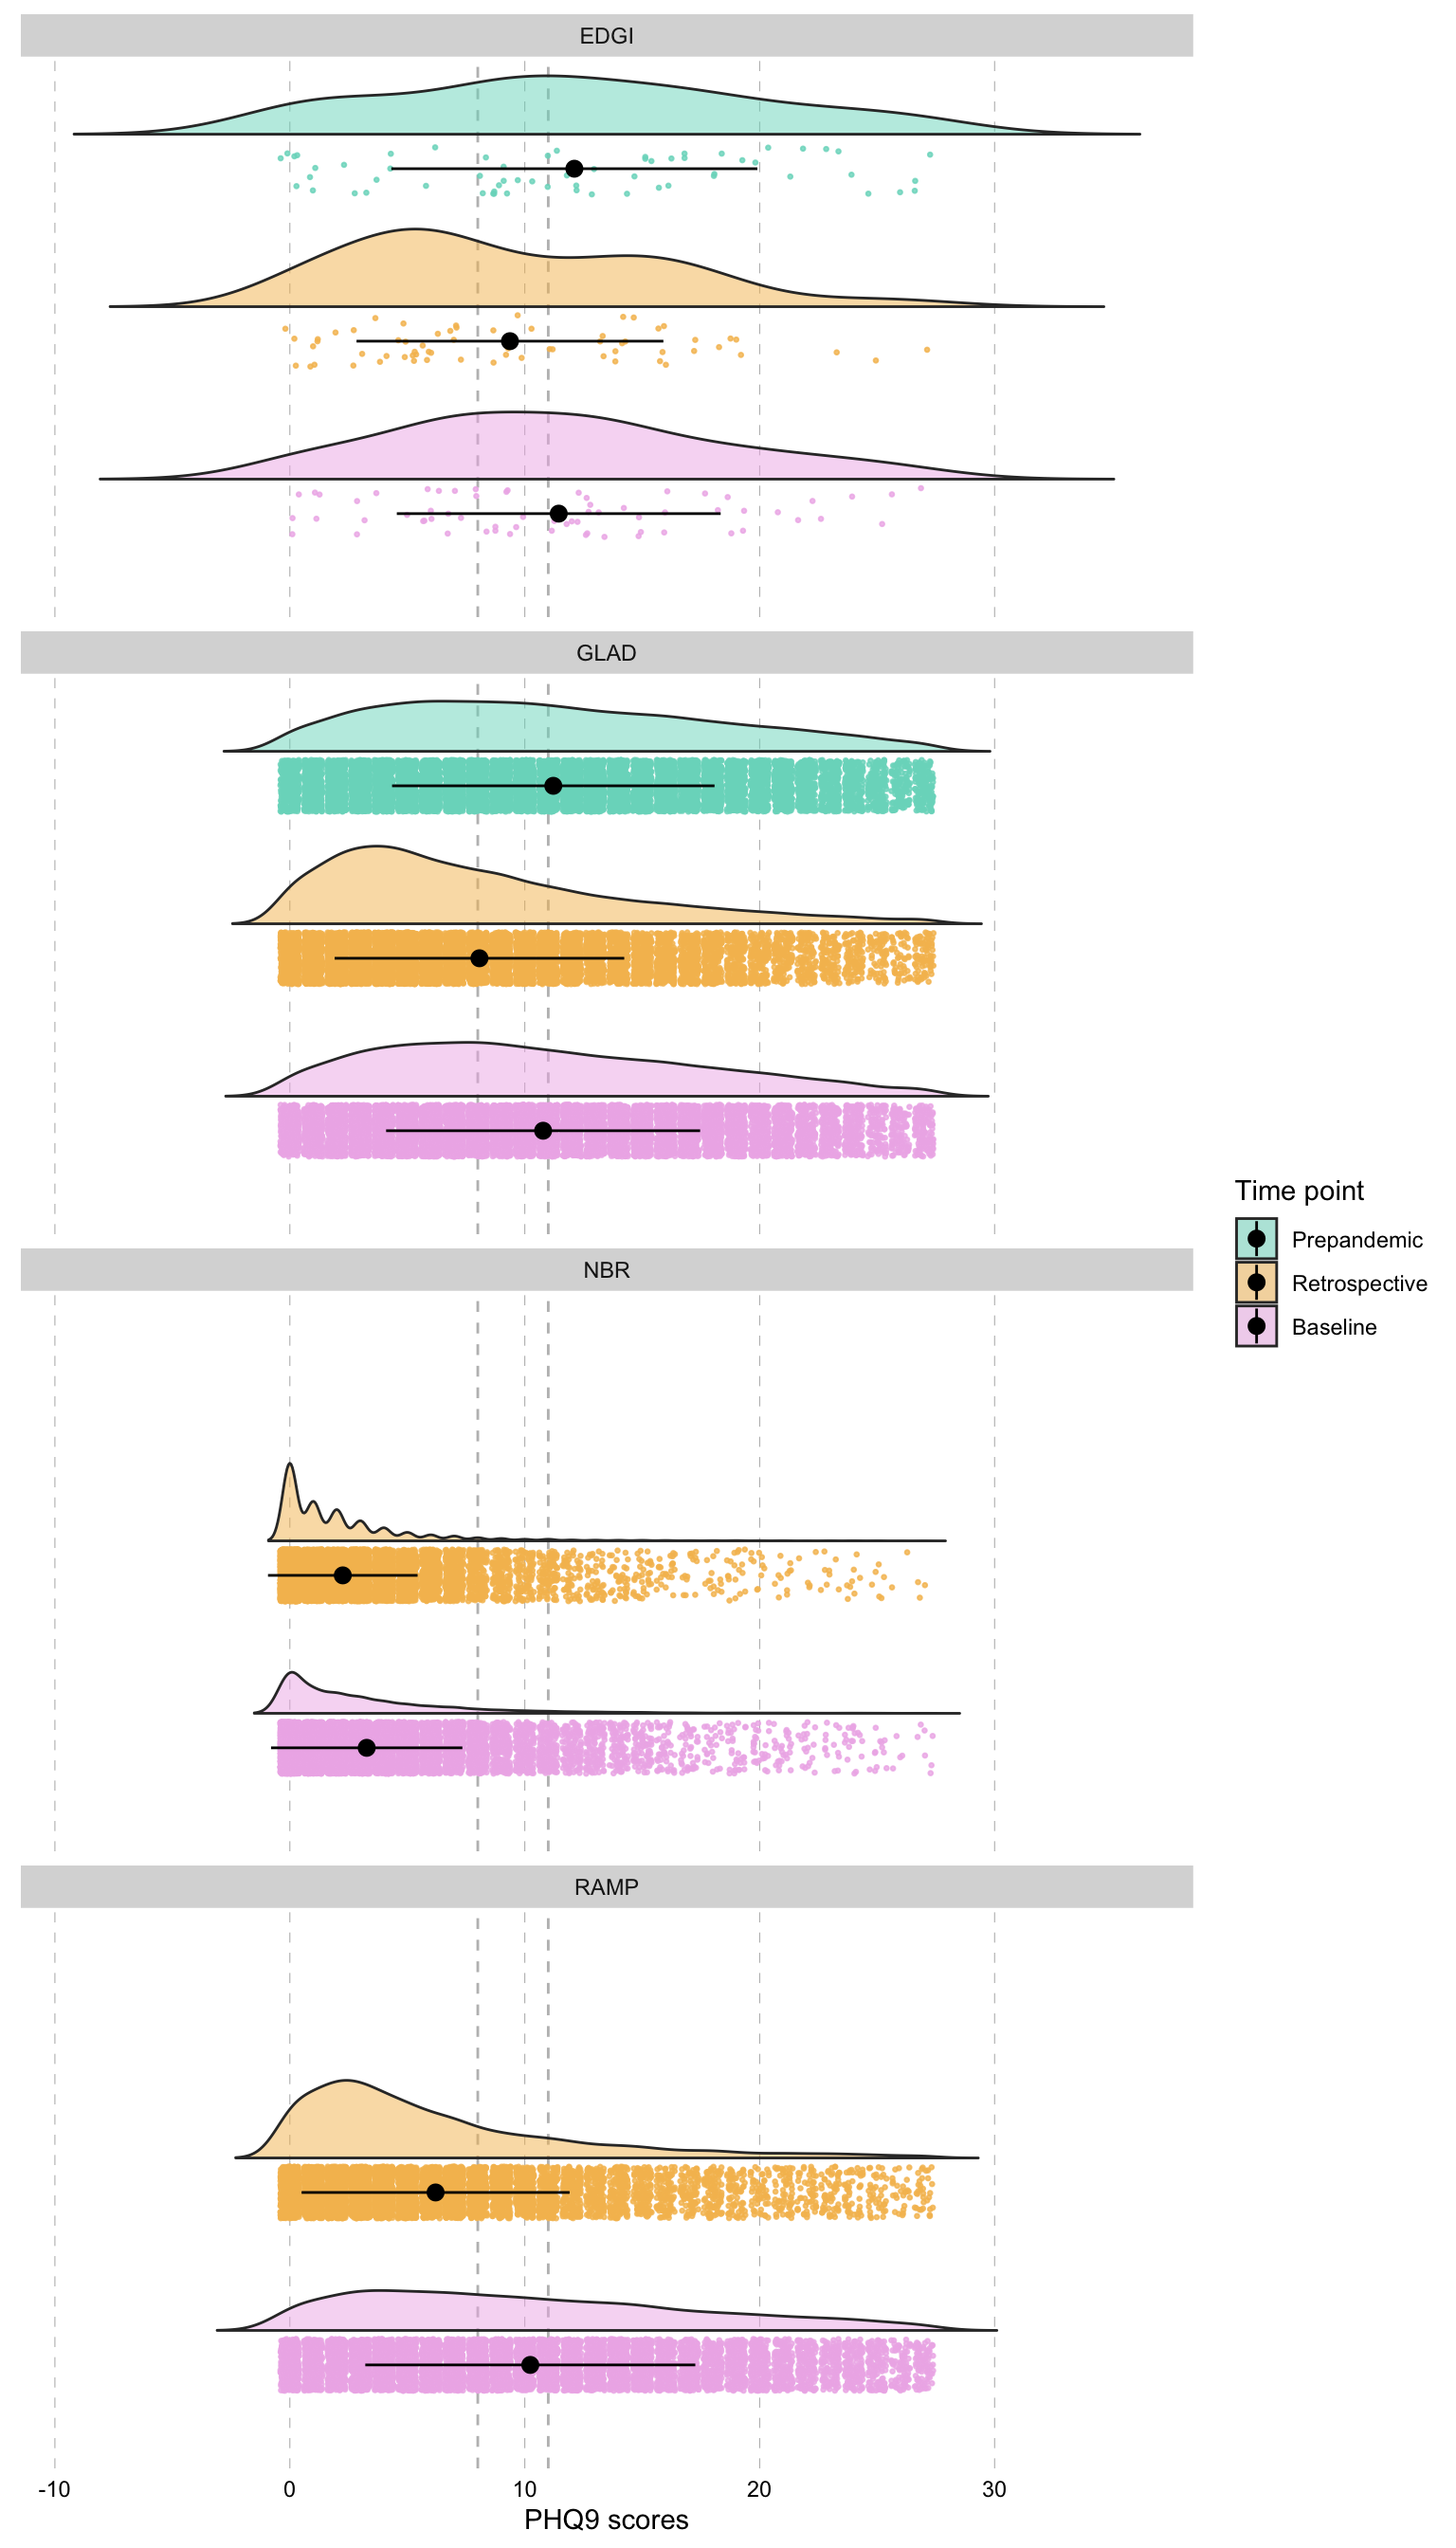 EDGI
GLAD
Time point
Prepandemic
Retrospective
Baseline
NBR
RAMP
-10 0 10 20 30
PHQ9 scores